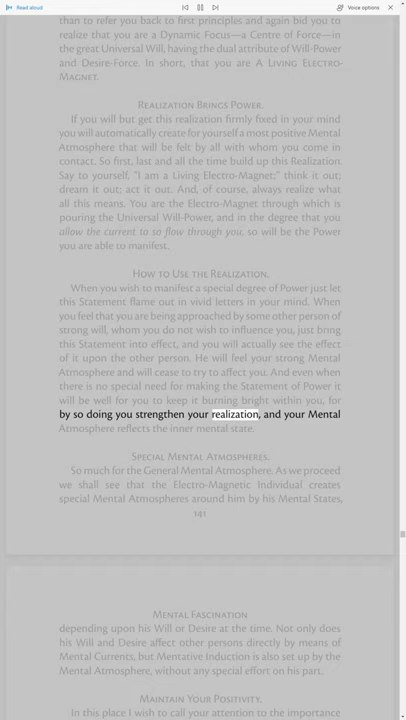 Read aloud
Voice options
than to refer you back to first principles and again bid you to
realize that you are a Dynamic Focus—a Centre of Force—in
the great Universal Will, having the dual attribute of Will-Power
and Desire-Force. In short, that you are A Living Electro-
Magnet.
Realization Brings Power.
If you will but get this realization firmly fixed in your mind
you will automatically create for yourself a most positive Mental
Atmosphere that will be felt by all with whom you come in
contact. So first, last and all the time build up this Realization.
Say to yourself, "I am a Living Electro-Magnet;" think it out;
dream it out; act it out. And, of course, always realize what
all this means. You are the Electro-Magnet through which is
pouring the Universal Will-Power, and in the degree that you
allow the current to so flow through you, so will be the Power
you are able to manifest.
How to Use the Realization.
When you wish to manifest a special degree of Power just let
this Statement flame out in vivid letters in your mind. When
you feel that you are being approached by some other person of
strong will, whom you do not wish to influence you, just bring
this Statement into effect, and you will actually see the effect
of it upon the other person. He will feel your strong Mental
Atmosphere and will cease to try to affect you. And even when
there is no special need for making the Statement of Power it
will be well for you to keep it burning bright within you, for
by so doing you strengthen your realization, and your Mental
Atmosphere reflects the inner mental state.
Special Mental Atmospheres.
So much for the General Mental Atmosphere. As we proceed
we shall see that the Electro-Magnetic Individual creates
special Mental Atmospheres around him by his Mental States,
141
Mental Fascination
depending upon his Will or Desire at the time. Not only does
his Will and Desire affect other persons directly by means of
Mental Currents, but Mentative Induction is also set up by the
Mental Atmosphere, without any special effort on his part.
Maintain Your Positivity.
In this place I wish to call your attention to the importance